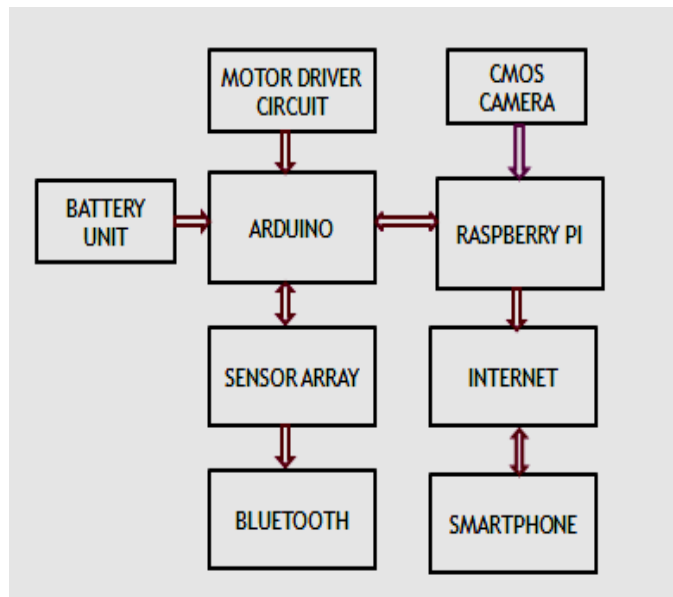 MOTOR DRIVER
CIRCUIT
CMOS
CAMERA
BATTERY
UNIT
ARDUINO
RASPBERRY PI
SENSOR ARRAY
INTERNET
BLUETOOTH
SMARTPHONE